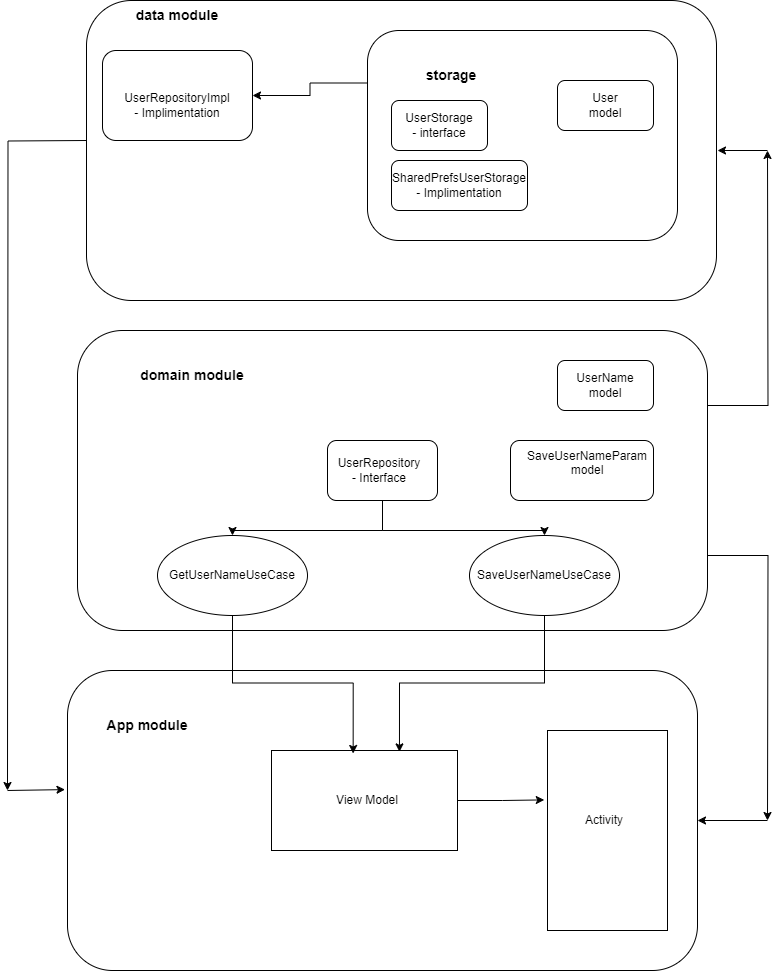 data module
UserRepositoryImpl
- Implimentation
storage
UserStorage
- interface
User
model
SharedPrefsUserStorage
- Implimentation
domain module
UserName
model
UserRepository
- Interface
SaveUserNameParam
model
GetUserNameUseCase
SaveUserNameUseCase
App module
View Model
Activity